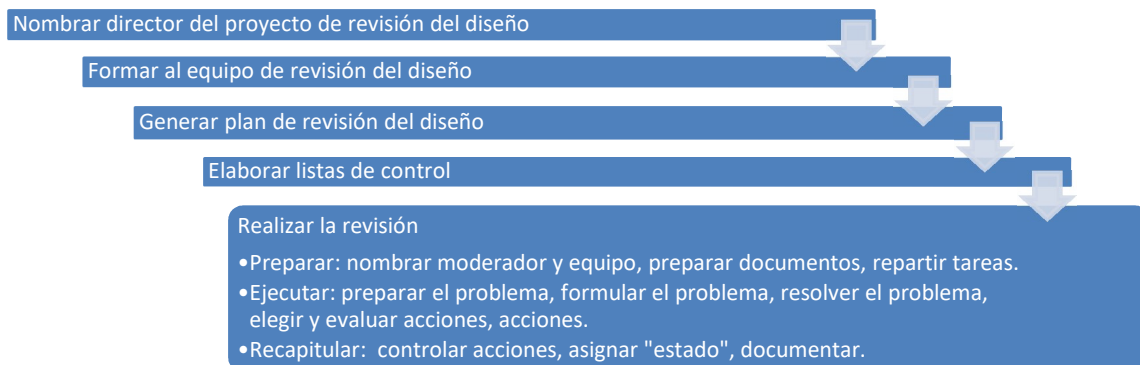 Nombrar director del proyecto de revisión del diseño
Formar al equipo de revisión del diseño
Generar plan de revisión del diseño
Elaborar listas de control
Realizar la revisión
•Preparar: nombrar moderador y equipo, preparar documentos, repartir tareas.
•Ejecutar: preparar el problema, formular el problema, resolver el problema,
elegir y evaluar acciones, acciones.
•Recapitular: controlar acciones, asignar "estado", documentar.